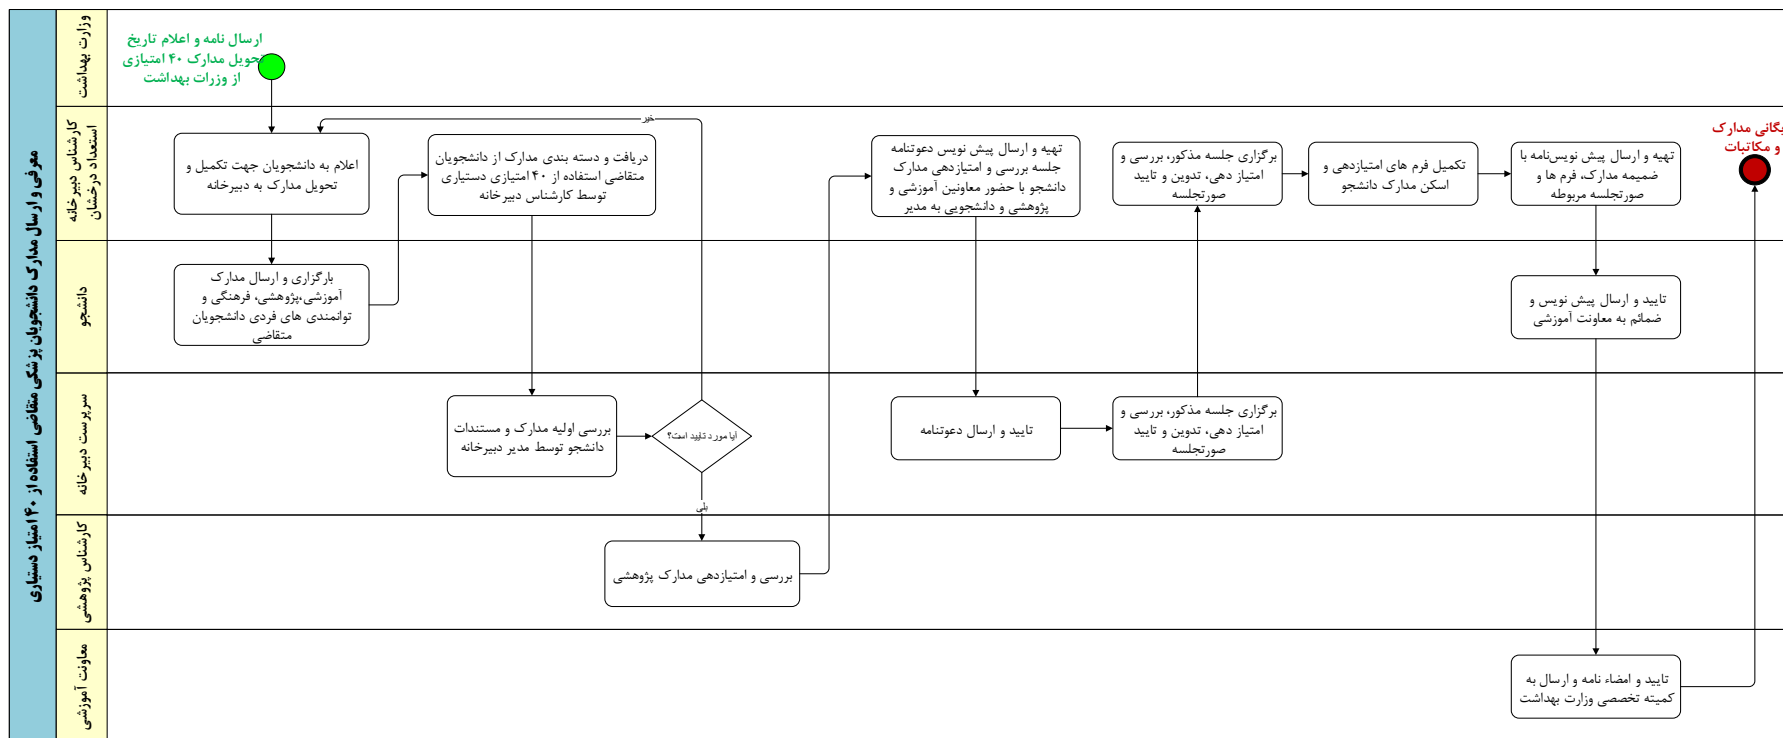 معرفی و ارسال مدارک دانشجویان پزشکی متقاضی استفاده از ۴۰ امتیاز دستیاری
وزارت بهداشت
ارسال نامه و اعلام تاریخ
تحویل مدارک ۴۰ امتیازی
از وزرات بهداشت
کارشناس دبیرخانه
استعداد درخشان
اعلام به دانشجویان جهت تکمیل و
تحویل مدارک به دبیرخانه
دریافت و دسته بندی مدارک از دانشجویان
متقاضی استفاده از ۴۰ امتیازی دستیاری
توسط کارشناس دبیرخانه
خیر
تهیه و ارسال پیش نویس دعوتنامه
جلسه بررسی و امتیازدهی مدارک
دانشجو با حضور معاونین آموزشی و
پژوهشی و دانشجویی به مدیر
برگزاری جلسه مذکور، بررسی و
امتیاز دهی، تدوین و تایید
صورتجلسه
تکمیل فرم های امتیازدهی و
اسکن مدارک دانشجو
تهیه و ارسال پیش نویس‌نامه با
ضمیمه مدارک، فرم ها و
صورتجلسه مربوطه
یگانی مدارک
و مکاتبات
دانشجو
بارگزاری و ارسال مدارک
آموزشی،پژوهشی، فرهنگی و
توانمندی های فردی دانشجویان
متقاضی
تایید و ارسال پیش نویس و
ضمائم به معاونت آموزشی
سرپرست دبیرخانه
بررسی اولیه مدارک و مستندات
دانشجو توسط مدیر دبیرخانه
آیا مورد تایید است؟
بلی
تایید و ارسال دعوتنامه
برگزاری جلسه مذکور، بررسی و
امتیاز دهی، تدوین و تایید
صورتجلسه
کارشناس پژوهشی
بررسی و امتیازدهی مدارک پژوهشی
معاونت آموزشی
تایید و امضاء نامه و ارسال به
کمیته تخصصی وزارت بهداشت